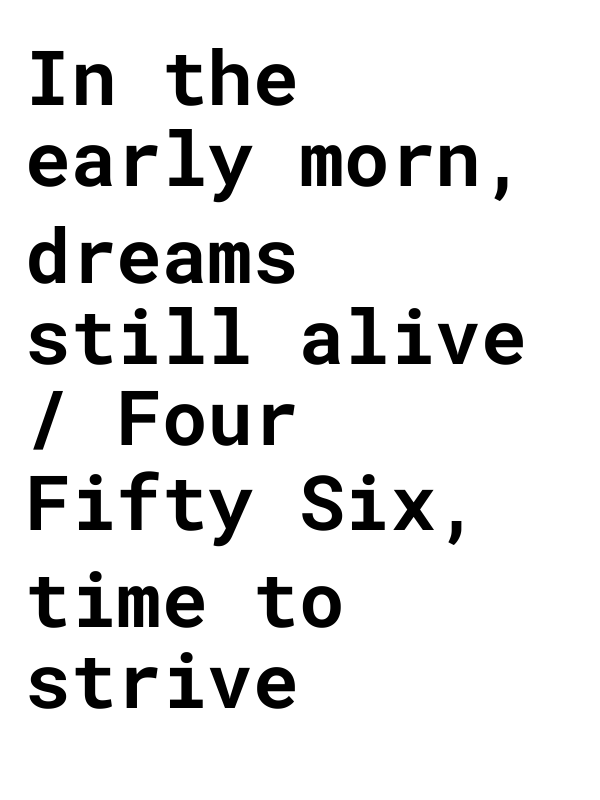 In the
early morn,
dreams
still alive
/ Four
Fifty Six,
time to
strive